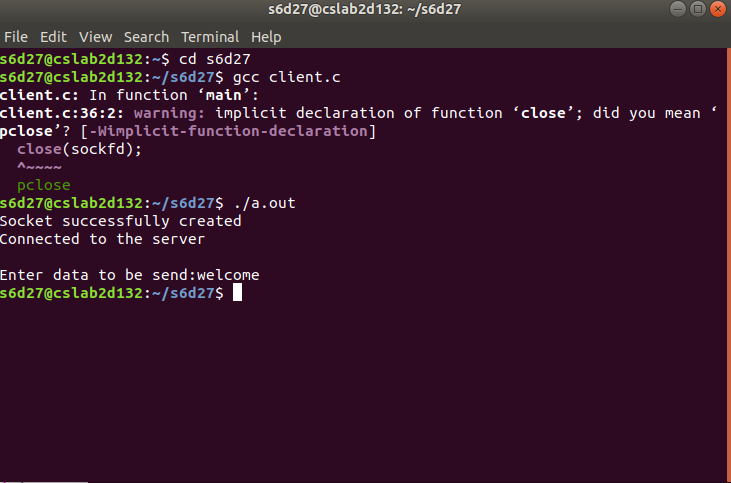 s6d27@cslab2d132: ~/s6d27
File Edit View Search Terminal Help
s6d27@cslab2d132:~$ cd s6d27
s6d27@cslab2d132:~/s6d27$ gcc client.c
client.c: In function ‘main’:
client.c:36:2: warning: implicit declaration of function ‘close’; did you mean ‘
pclose’? [-Wimplicit-function-declaration]
  close(sockfd);
  ^~~~~
  pclose
s6d27@cslab2d132:~/s6d27$ ./a.out
Socket successfully created
Connected to the server

Enter data to be send:welcome
s6d27@cslab2d132:~/s6d27$